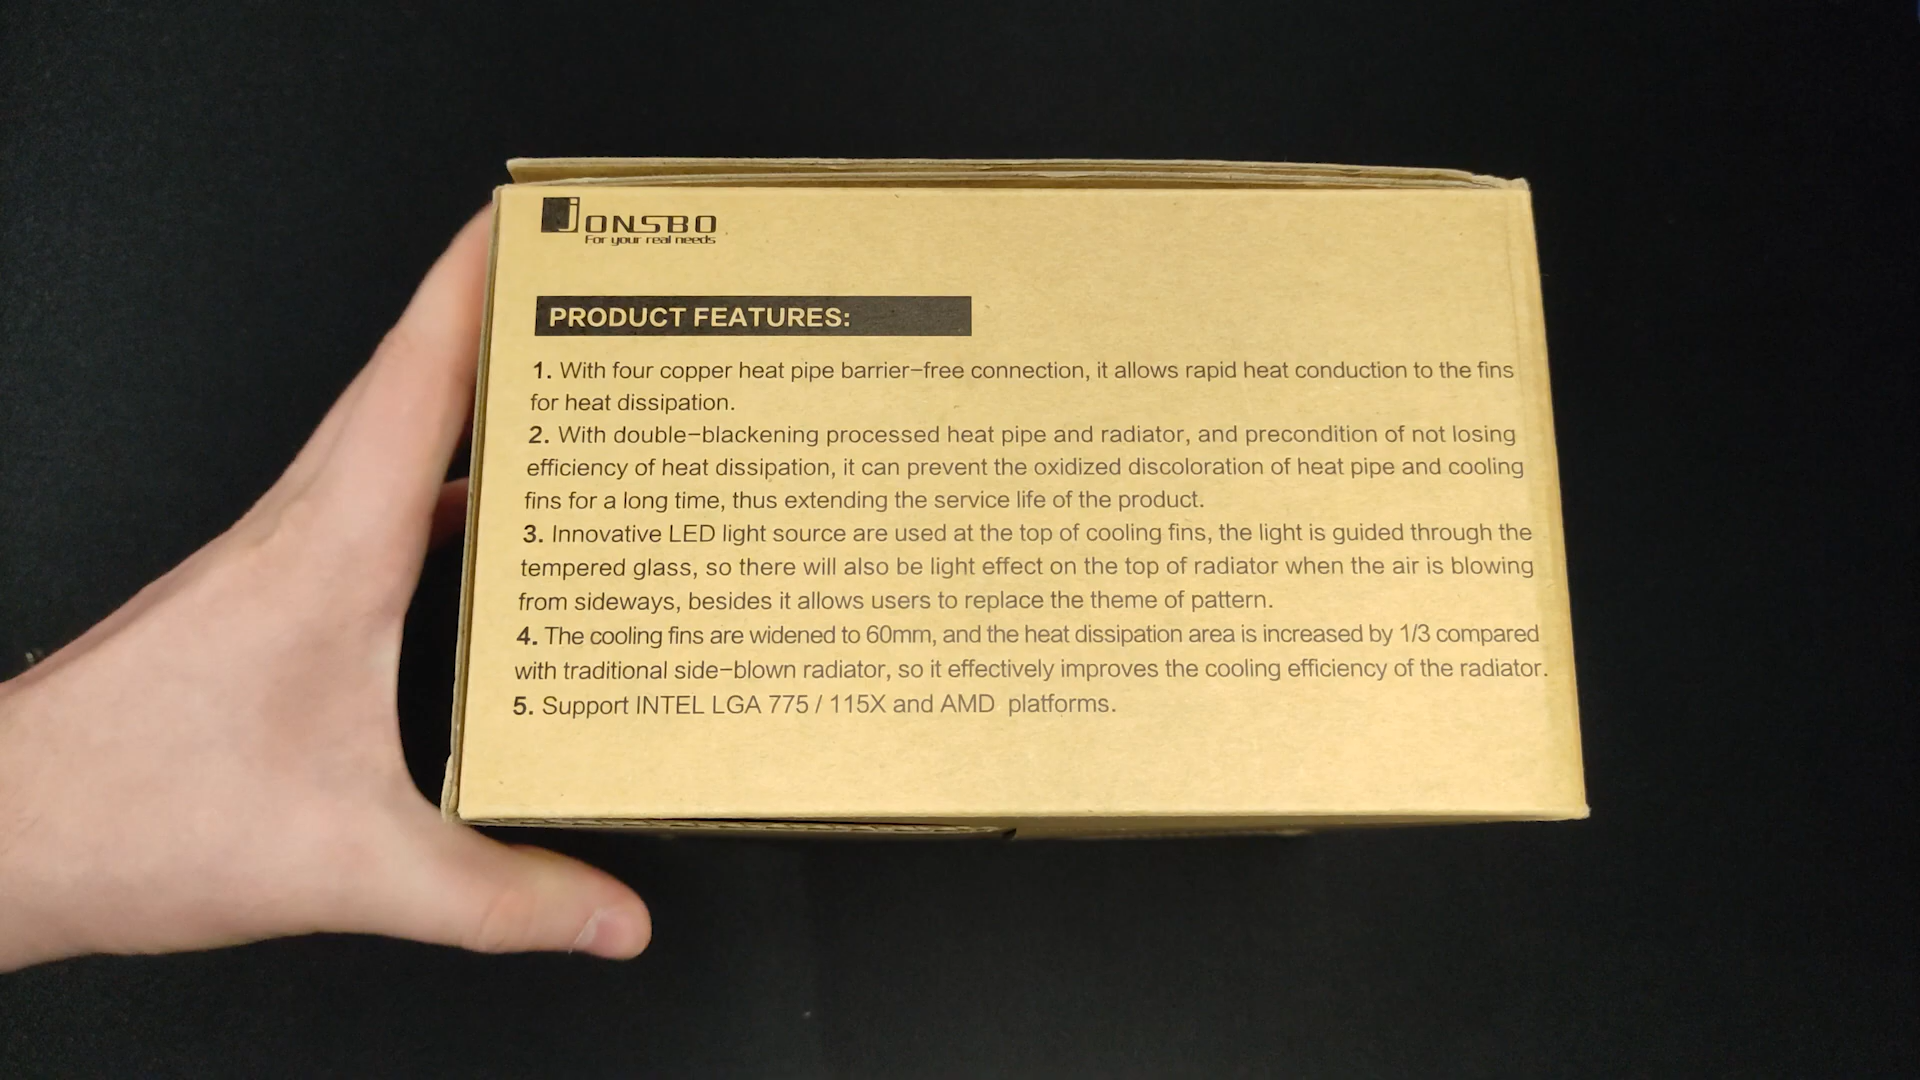 JONSBO
For your real needs
PRODUCT FEATURES:
1. With four copper heat pipe barrier-free connection, it allows rapid heat conduction to the fins
for heat dissipation.
2. With double-blackening processed heat pipe and radiator, and precondition of not losing
efficiency of heat dissipation, it can prevent the oxidized discoloration of heat pipe and cooling
fins for a long time, thus extending the service life of the product.
3. Innovative LED light source are used at the top of cooling fins, the light is guided through the
tempered glass, so there will also be light effect on the top of radiator when the air is blowing
from sideways, besides it allows users to replace the theme of pattern.
4. The cooling fins are widened to 60mm, and the heat dissipation area is increased by 1/3 compared
with traditional side-blown radiator, so it effectively improves the cooling efficiency of the radiator.
5. Support INTEL LGA 775 / 115X and AMD platforms.